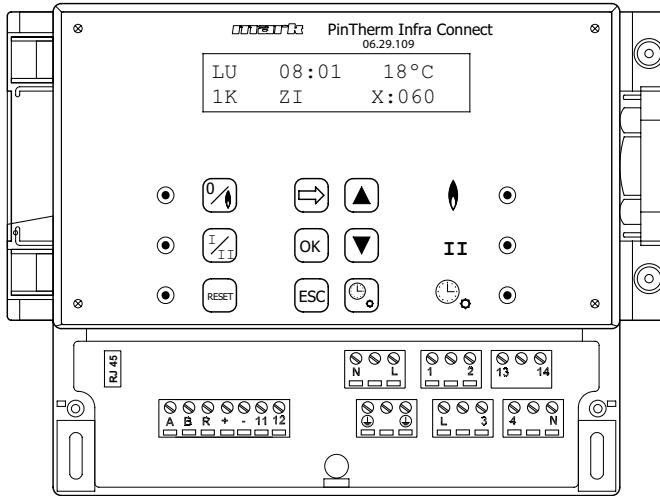 mark PinTherm Infra Connect
06.29.109
LU 08:01 18°C
1K ZI X:060
0/
I/II OK II
RESET ESC
RJ 45
N L 1 2 13 14
A B R + - 11 12 L 3 4 N